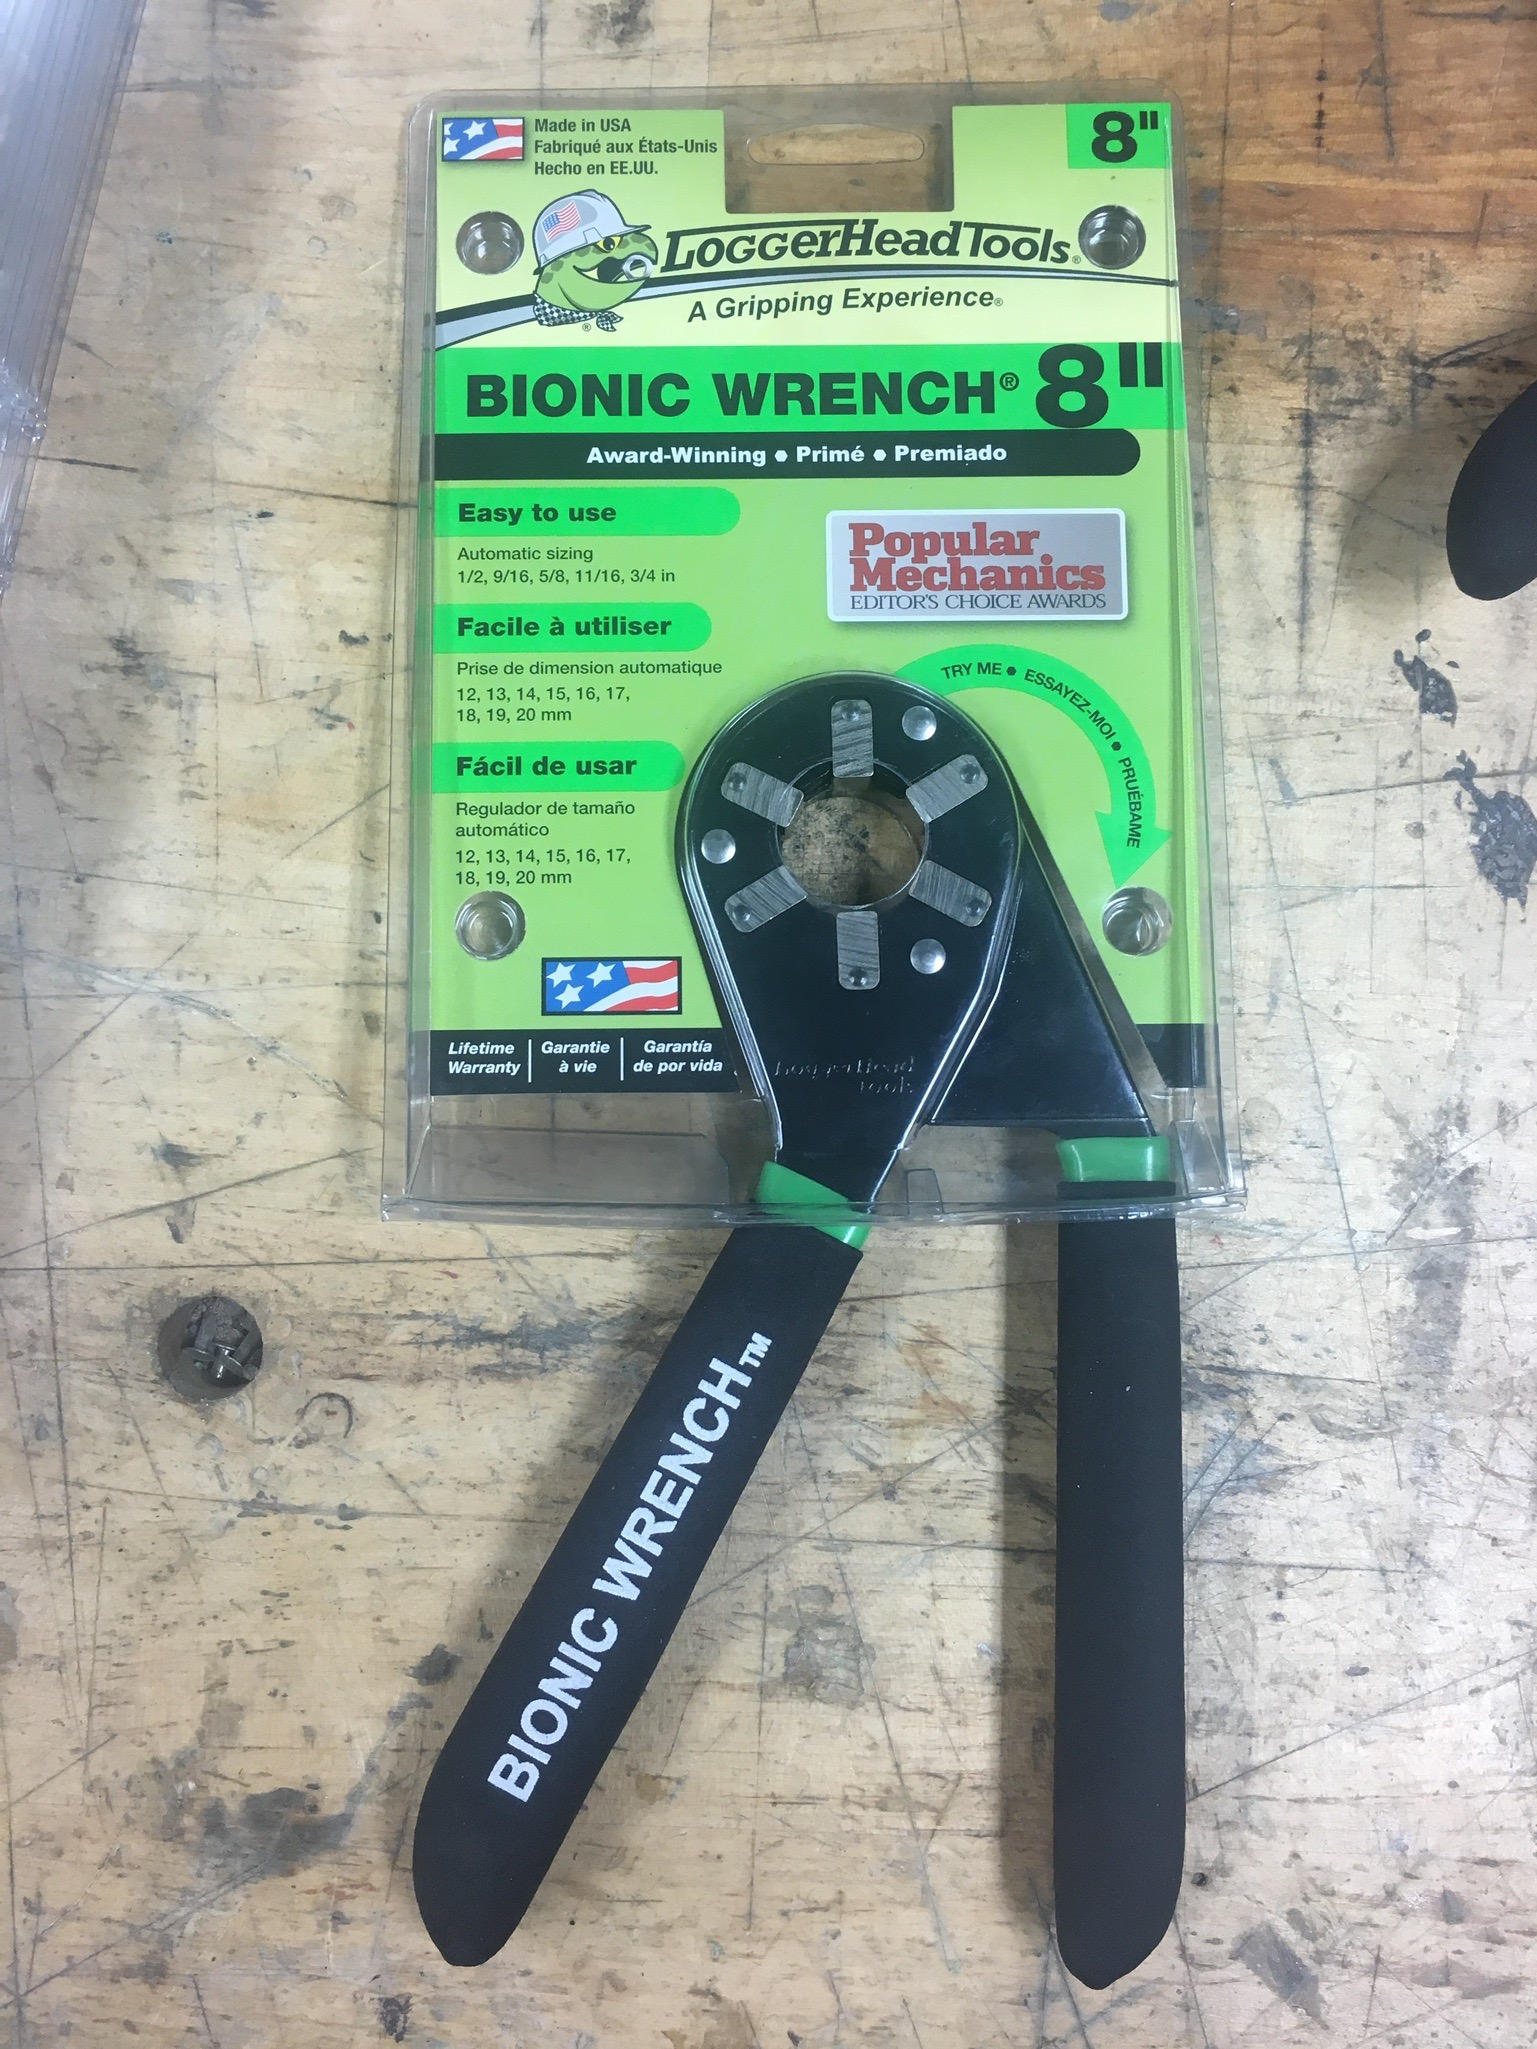 Made in USA
Fabriqué aux États-Unis
Hecho en EE.UU.
8"
LoggerHead Tools®
A Gripping Experience®
®
BIONIC WRENCH® 8"
Award-Winning • Primé • Premiado
Easy to use
Automatic sizing
1/2, 9/16, 5/8, 11/16, 3/4 in
Popular
Mechanics
EDITOR'S CHOICE AWARDS
Facile à utiliser
Prise de dimension automatique
12, 13, 14, 15, 16, 17,
18, 19, 20 mm
TRY ME • ESSAYEZ-MOI • PRUÉBAME
Fácil de usar
Regulador de tamaño
automático
12, 13, 14, 15, 16, 17,
18, 19, 20 mm
Lifetime
Warranty
Garantie
à vie
Garantía
de por vida
LoggerHead
Tools
BIONIC WRENCH™